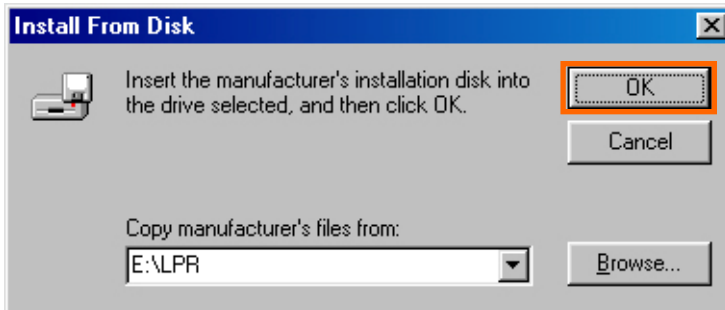 Install From Disk
Insert the manufacturer's installation disk into
the drive selected, and then click OK.
OK
Cancel
Copy manufacturer's files from:
E:\LPR
Browse...